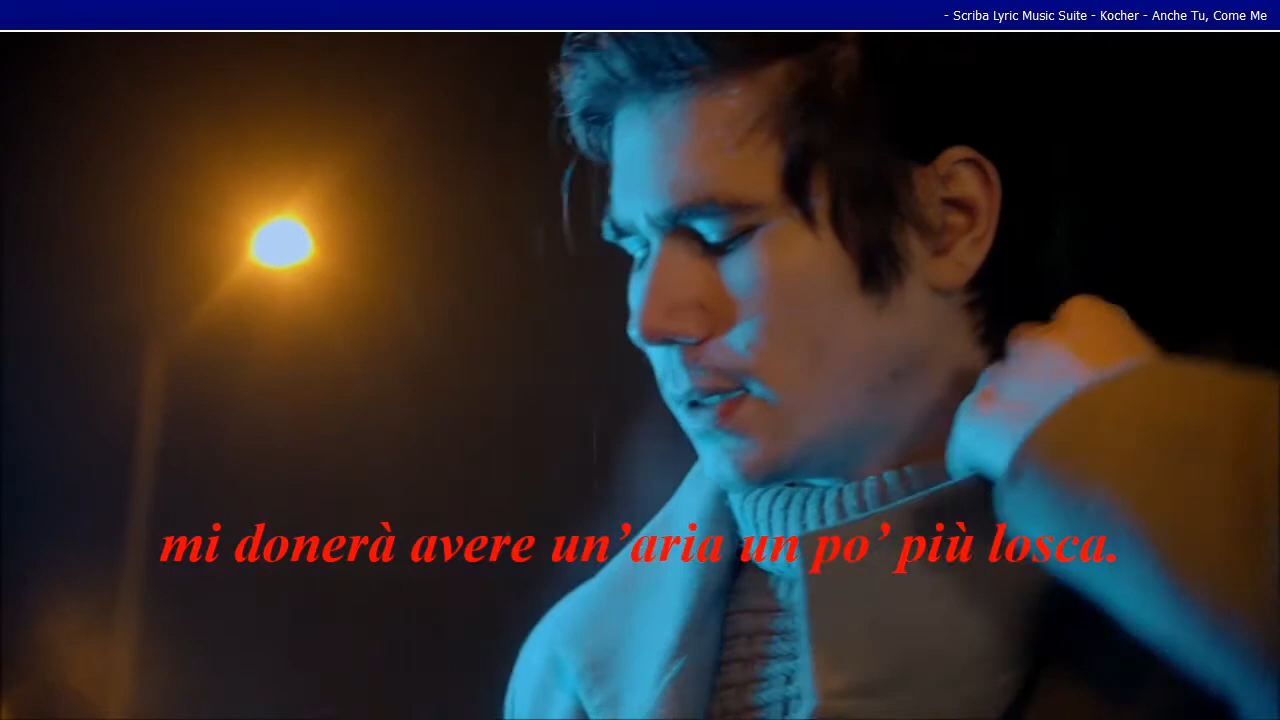 - Scriba Lyric Music Suite - Kocher - Anche Tu, Come Me
mi donerà avere un’aria un po’ più losca.